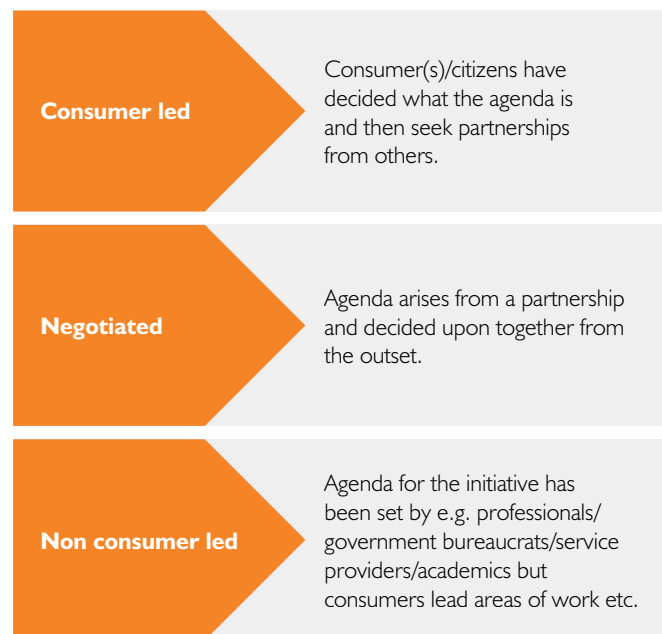 Consumer led
Consumer(s)/citizens have
decided what the agenda is
and then seek partnerships
from others.
Negotiated
Agenda arises from a partnership
and decided upon together from
the outset.
Non consumer led
Agenda for the initiative has
been set by e.g. professionals/
government bureaucrats/service
providers/academics but
consumers lead areas of work etc.